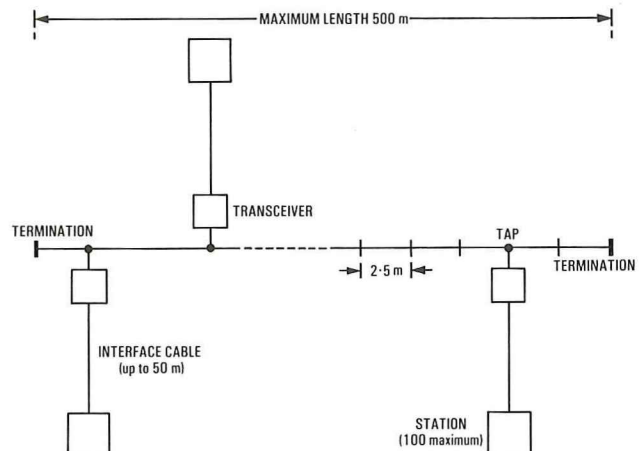 MAXIMUM LENGTH 500 m
TRANSCEIVER
TERMINATION
TAP
2·5 m
TERMINATION
INTERFACE CABLE
(up to 50 m)
STATION
(100 maximum)